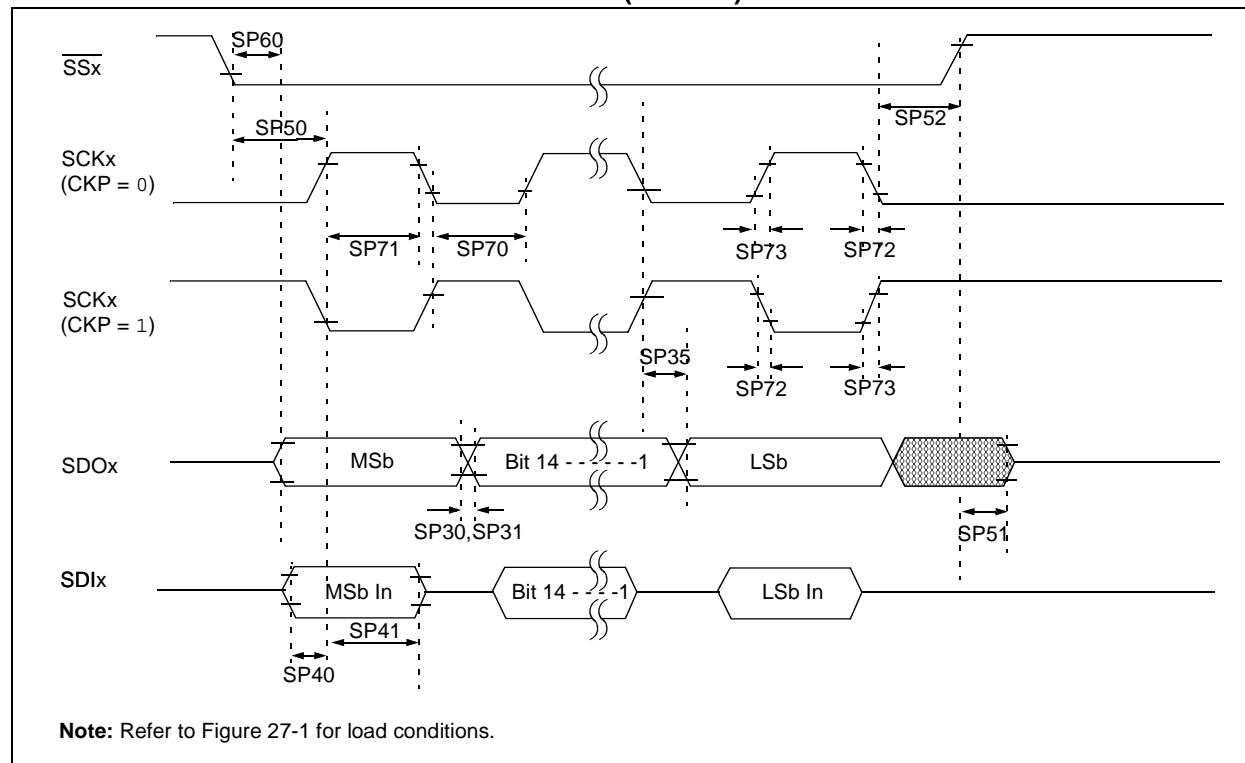 SP60
SSx
SP50
SP52
SCKx
(CKP = 0)
SP71
SP70
SP73
SP72
SCKx
(CKP = 1)
SP35
SP72
SP73
SDOx
MSb
Bit 14 - - - - - -1
LSb
SP30,SP31
SP51
SDIx
MSb In
Bit 14 - - - -1
LSb In
SP41
SP40
Note: Refer to Figure 27-1 for load conditions.